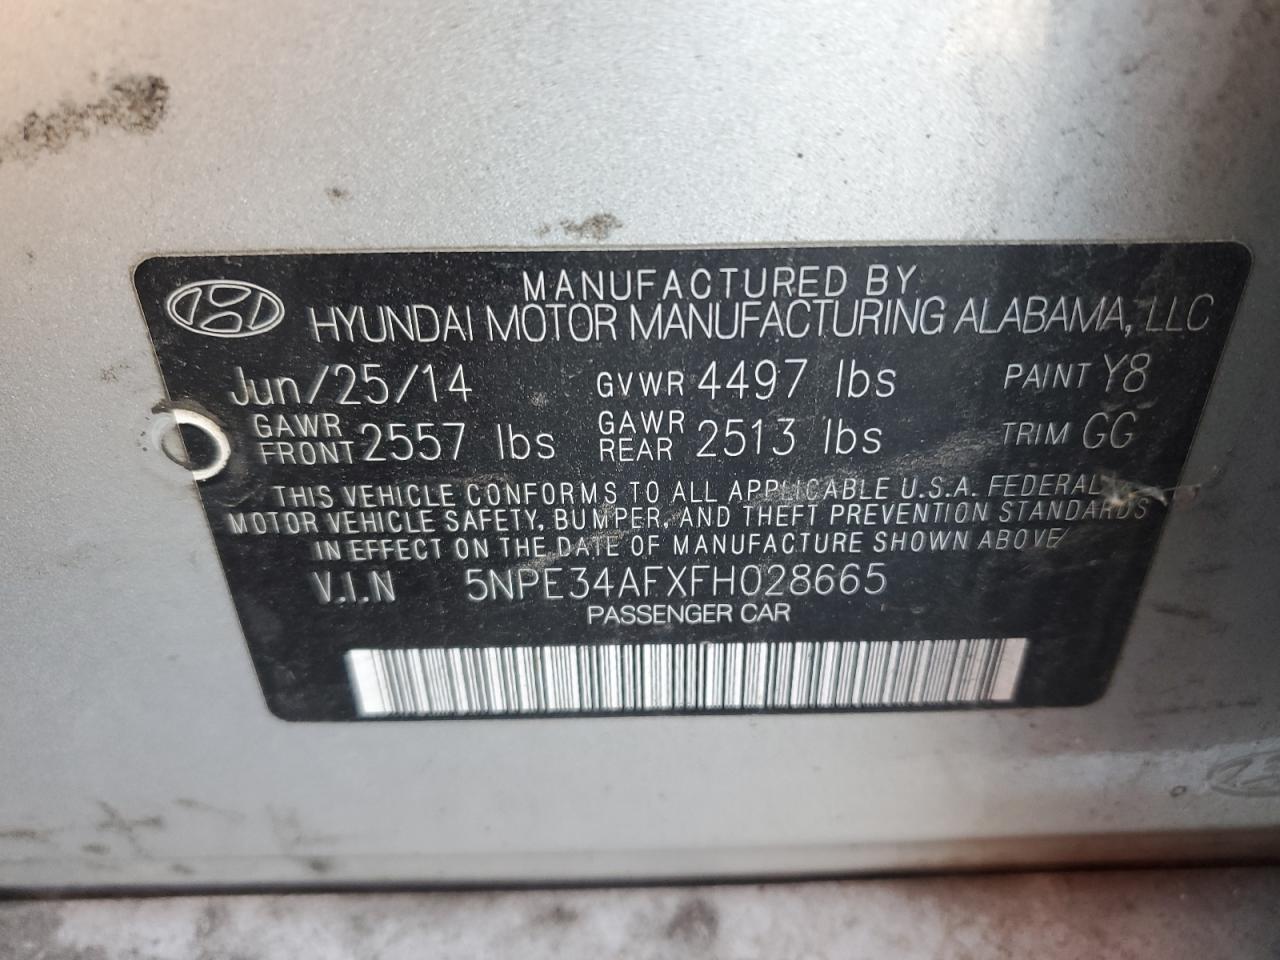 MANUFACTURED BY
HYUNDAI MOTOR MANUFACTURING ALABAMA, LLC
Jun/25/14 GVWR 4497 lbs PAINT Y8
GAWR FRONT 2557 lbs GAWR REAR 2513 lbs TRIM GG
THIS VEHICLE CONFORMS TO ALL APPLICABLE U.S.A. FEDERAL
MOTOR VEHICLE SAFETY, BUMPER, AND THEFT PREVENTION STANDARDS
IN EFFECT ON THE DATE OF MANUFACTURE SHOWN ABOVE
V.I.N 5NPE34AFXFH028665
PASSENGER CAR